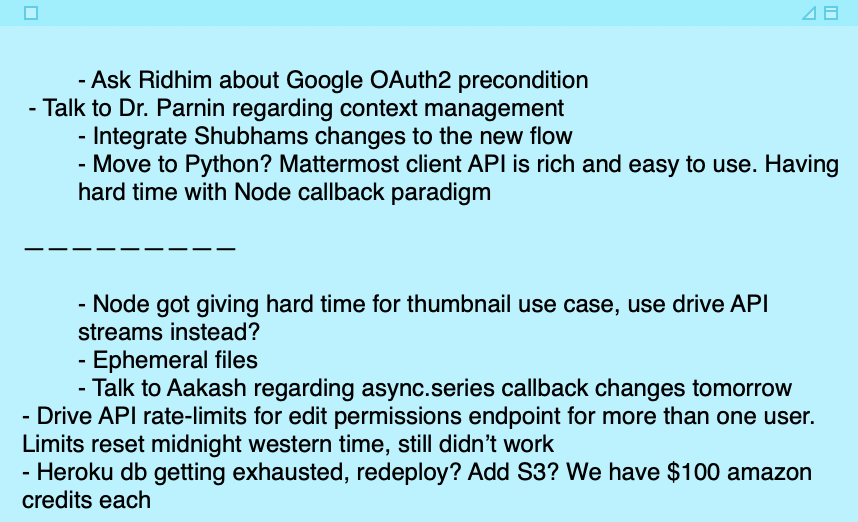 - Ask Ridhim about Google OAuth2 precondition
- Talk to Dr. Parnin regarding context management
- Integrate Shubhams changes to the new flow
- Move to Python? Mattermost client API is rich and easy to use. Having
hard time with Node callback paradigm
— — — — — — — — —
- Node got giving hard time for thumbnail use case, use drive API
streams instead?
- Ephemeral files
- Talk to Aakash regarding async.series callback changes tomorrow
- Drive API rate-limits for edit permissions endpoint for more than one user.
Limits reset midnight western time, still didn’t work
- Heroku db getting exhausted, redeploy? Add S3? We have $100 amazon
credits each